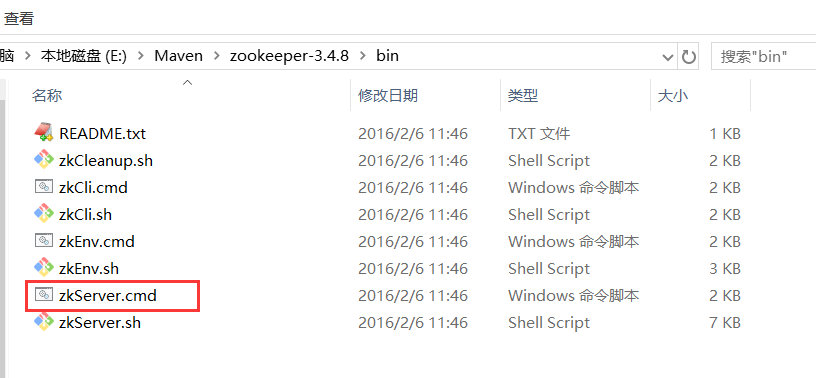 查看
脑 > 本地磁盘 (E:) > Maven > zookeeper-3.4.8 > bin
搜索"bin"
名称 修改日期 类型 大小
README.txt 2016/2/6 11:46 TXT 文件 1 KB
zkCleanup.sh 2016/2/6 11:46 Shell Script 2 KB
zkCli.cmd 2016/2/6 11:46 Windows 命令脚本 2 KB
zkCli.sh 2016/2/6 11:46 Shell Script 2 KB
zkEnv.cmd 2016/2/6 11:46 Windows 命令脚本 2 KB
zkEnv.sh 2016/2/6 11:46 Shell Script 3 KB
zkServer.cmd 2016/2/6 11:46 Windows 命令脚本 2 KB
zkServer.sh 2016/2/6 11:46 Shell Script 7 KB